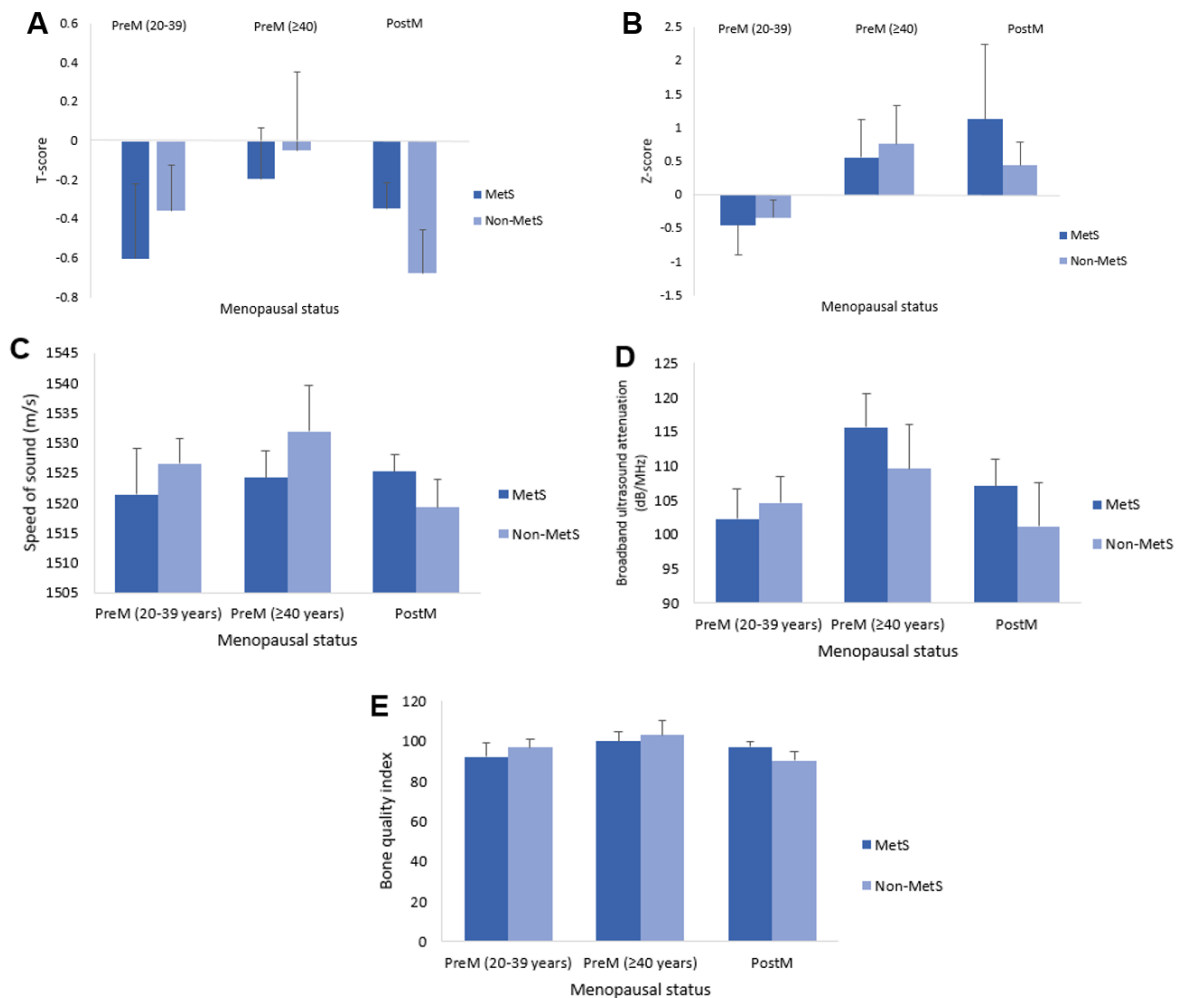 A
PreM (20-39)
PreM (≥40)
PostM
0.6
0.4
0.2
0
-0.2
-0.4
-0.6
-0.8
T-score
MetS
Non-MetS
Menopausal status
B
PreM (20-39)
PreM (≥40)
PostM
2.5
2
1.5
1
0.5
0
-0.5
-1
-1.5
Z-score
MetS
Non-MetS
Menopausal status
C
1545
1540
1535
1530
1525
1520
1515
1510
1505
Speed of sound (m/s)
MetS
Non-MetS
PreM (20-39 years)
PreM (≥40 years)
PostM
Menopausal status
D
125
120
115
110
105
100
95
90
Broadband ultrasound attenuation
(dB/MHz)
MetS
Non-MetS
PreM (20-39 years)
PreM (≥40 years)
PostM
Menopausal status
E
120
100
80
60
40
20
0
Bone quality index
MetS
Non-MetS
PreM (20-39 years)
PreM (≥40 years)
PostM
Menopausal status